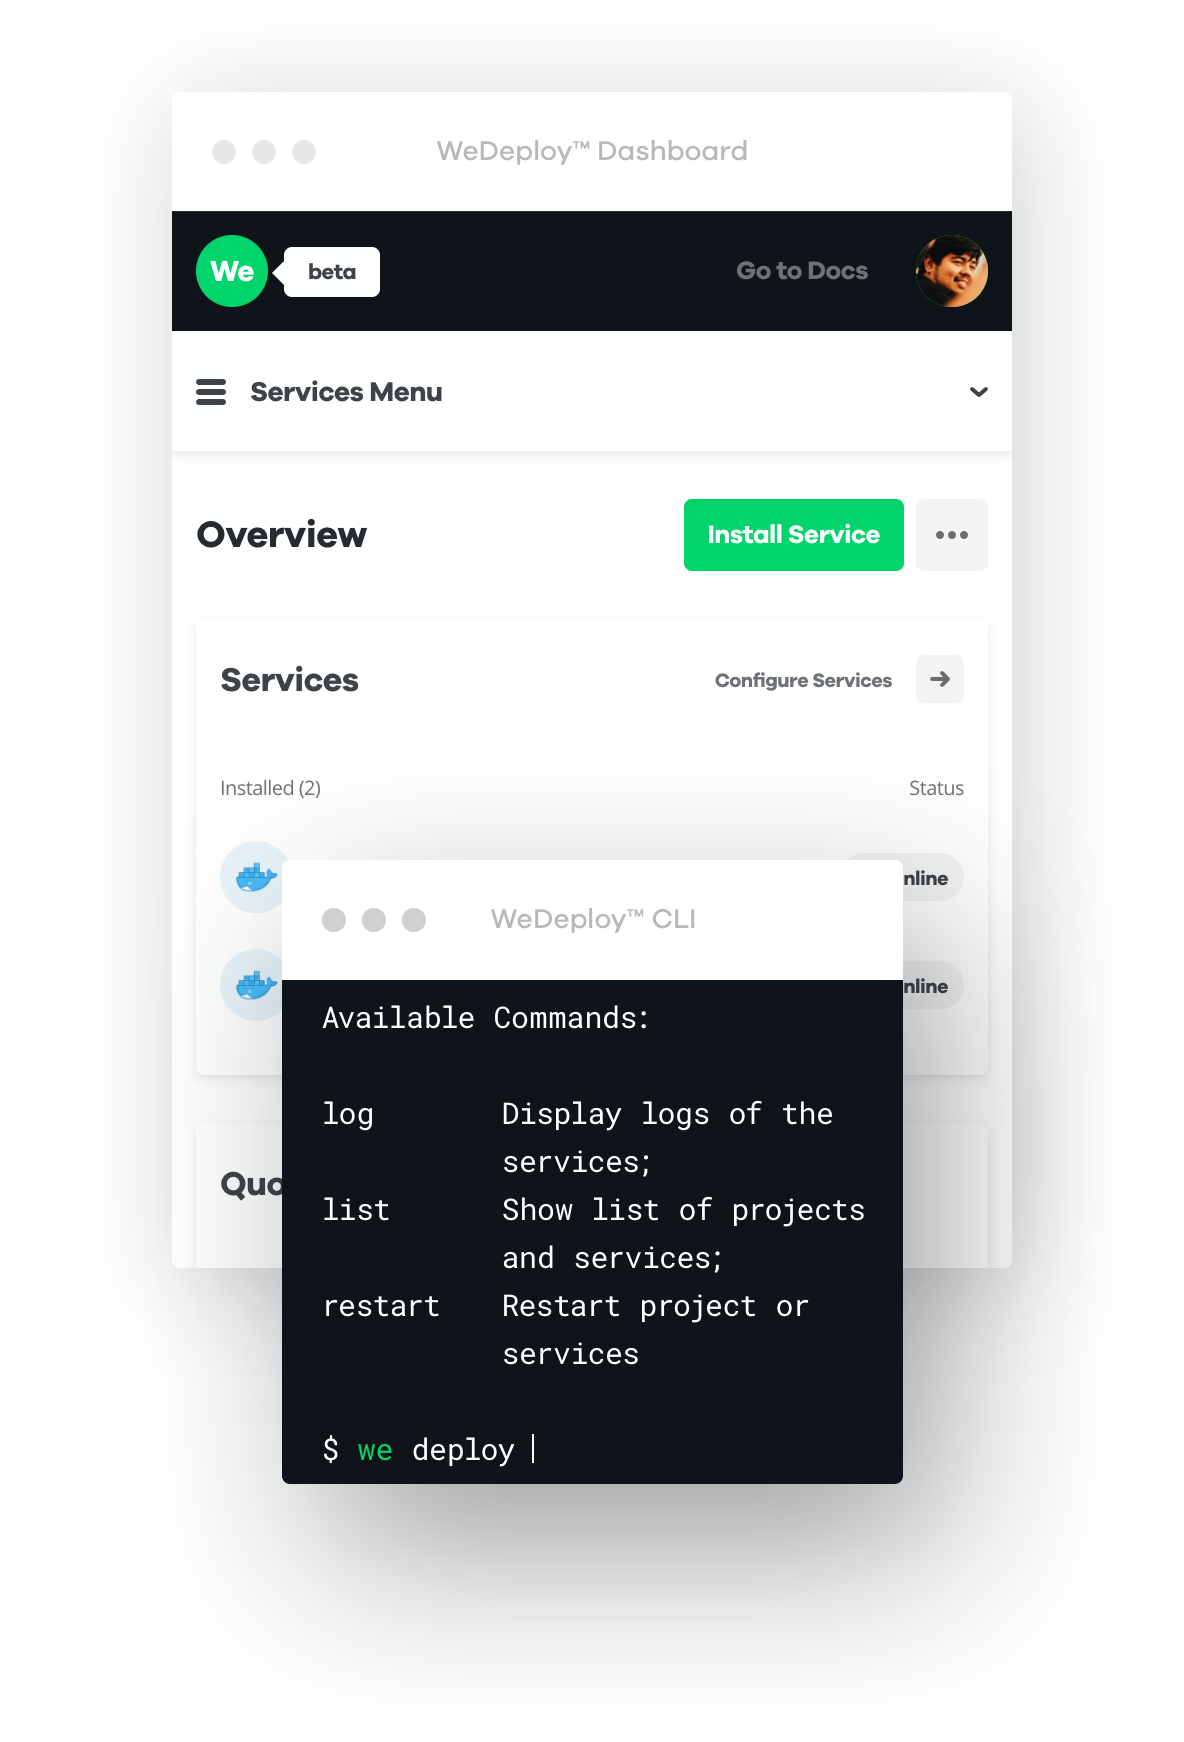 WeDeploy™ Dashboard
We
beta
Go to Docs
Services Menu
Overview
Install Service
Services
Configure Services
Installed (2)
Status
nline
WeDeploy™ CLI
nline
Available Commands:
log Display logs of the
services;
Quo
list Show list of projects
and services;
restart Restart project or
services
$ we deploy